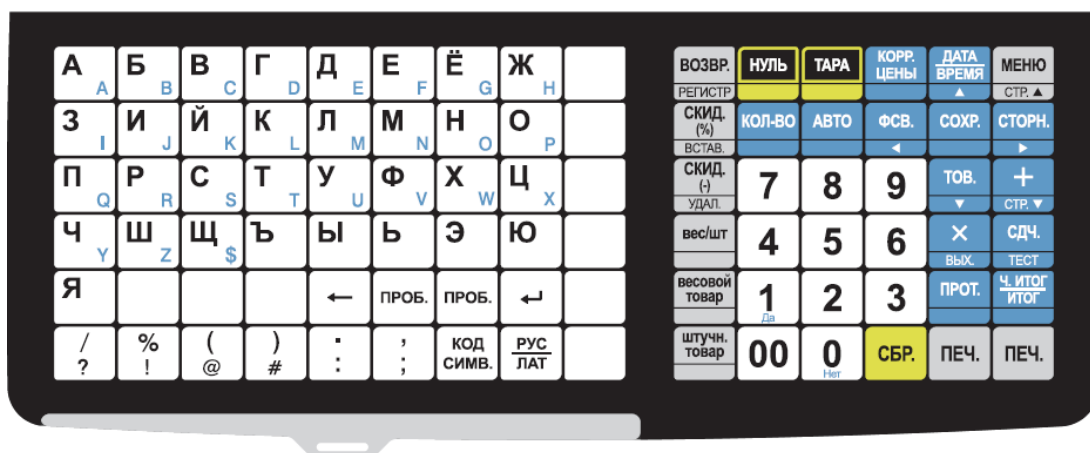 А A Б B В C Г D Д E Е F Ё G Ж H
З I И J Й K К L Л M М N Н O О P
П Q Р R С S Т T У U Ф V Х W Ц X
Ч Y Ш Z Щ $ Ъ Ы Ь Э Ю
Я ← ПРОБ. ПРОБ. ↵
/ % ( ) . , КОД РУС
? ! @ # : ; СИМВ. ЛАТ
ВОЗВР. НУЛЬ ТАРА КОРР. ЦЕНЫ ДАТА ВРЕМЯ МЕНЮ
РЕГИСТР ▲ СТР. ▲
СКИД. (%) КОЛ-ВО АВТО ФСВ. СОХР. СТОРН.
ВСТАВ. ◄ ►
СКИД. (-) 7 8 9 ТОВ. +
УДАЛ. ▼ СТР. ▼
вес/шт 4 5 6 × СДЧ.
ВЫХ. ТЕСТ
весовой товар 1 2 3 ПРОТ. Ч. ИТОГ ИТОГ
Да
штучн. товар 00 0 СБР. ПЕЧ. ПЕЧ.
Нет